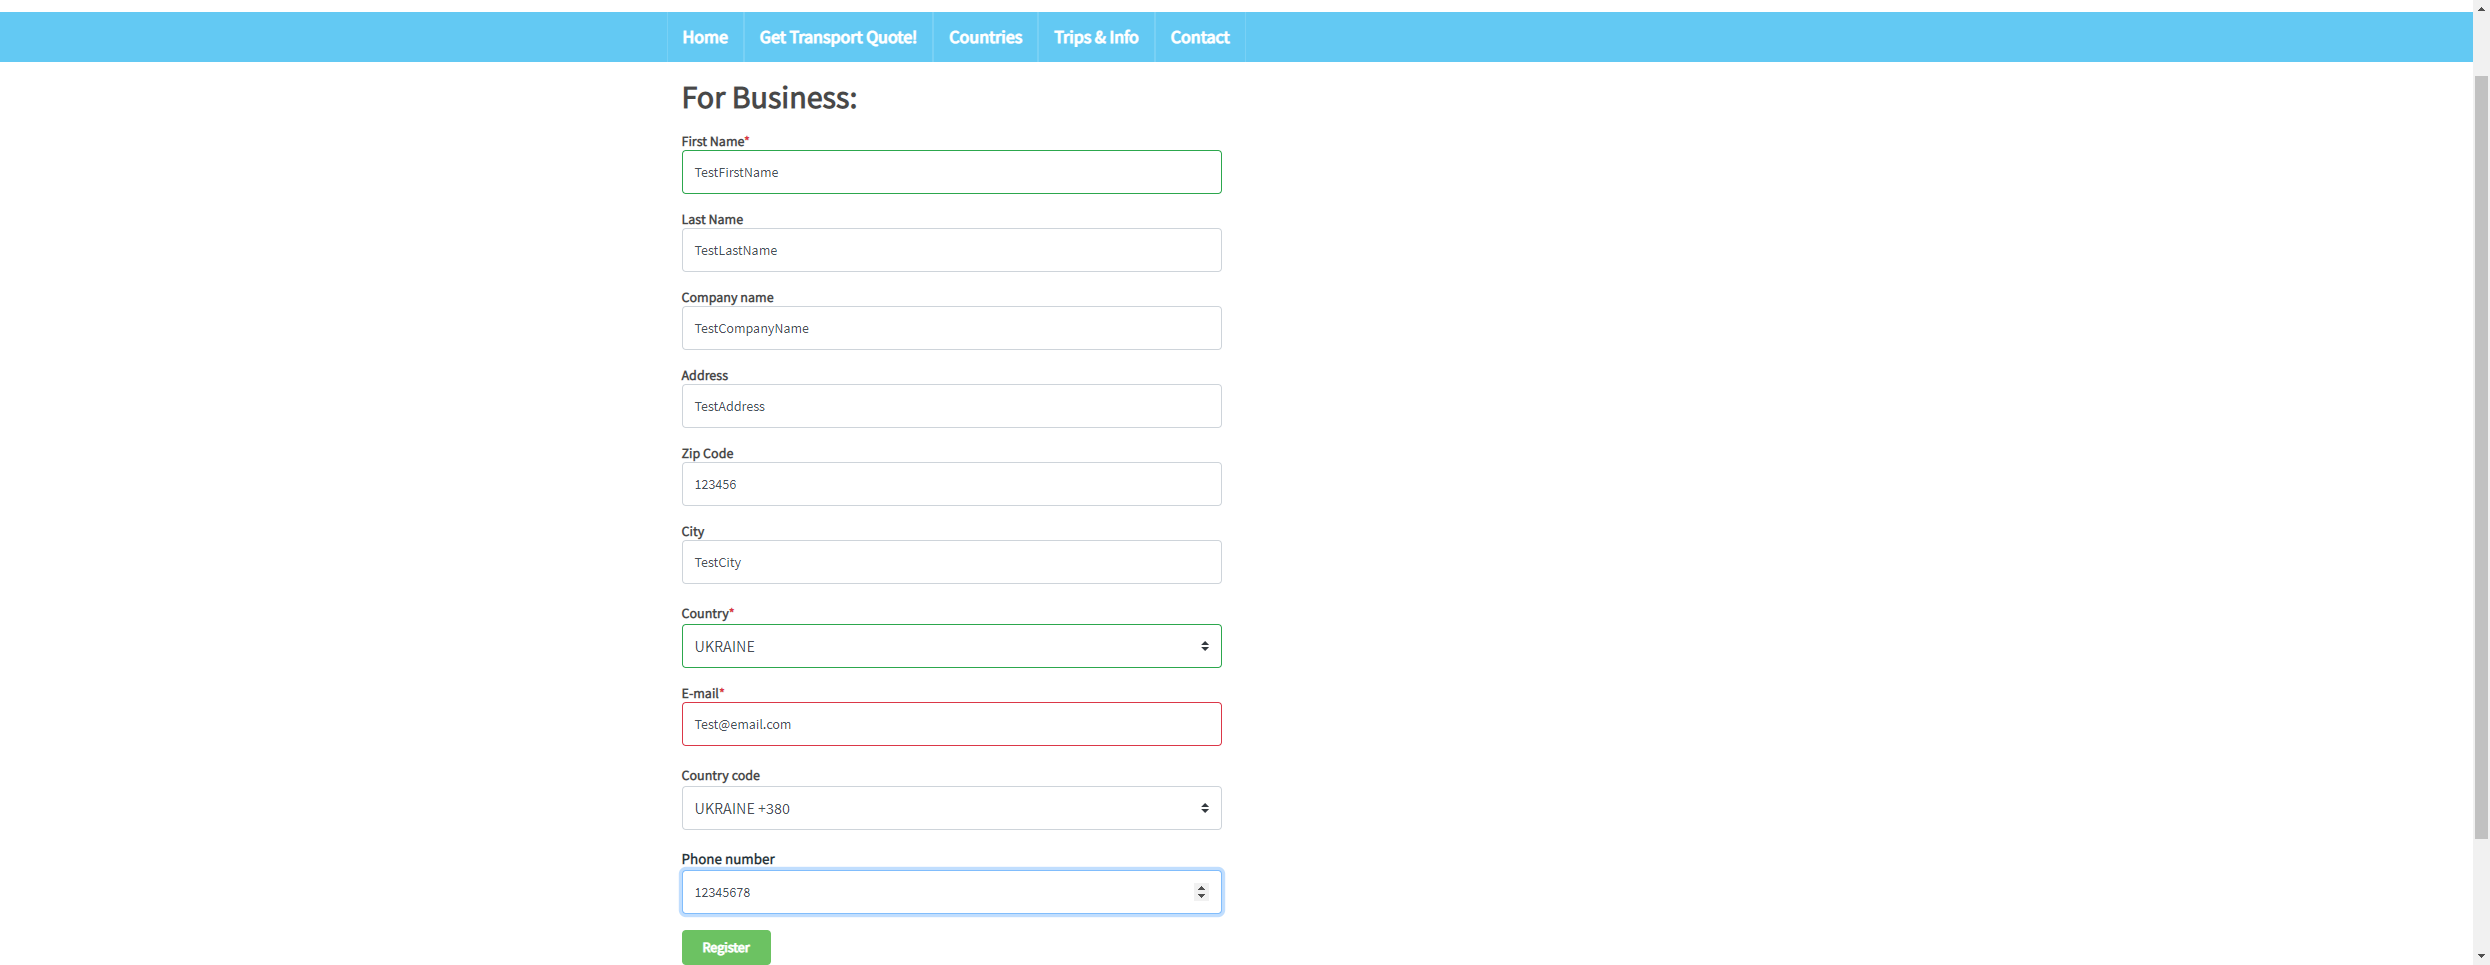 Home Get Transport Quote! Countries Trips & Info Contact
For Business:
First Name*
TestFirstName
Last Name
TestLastName
Company name
TestCompanyName
Address
TestAddress
Zip Code
123456
City
TestCity
Country*
UKRAINE
E-mail*
Test@email.com
Country code
UKRAINE +380
Phone number
12345678
Register